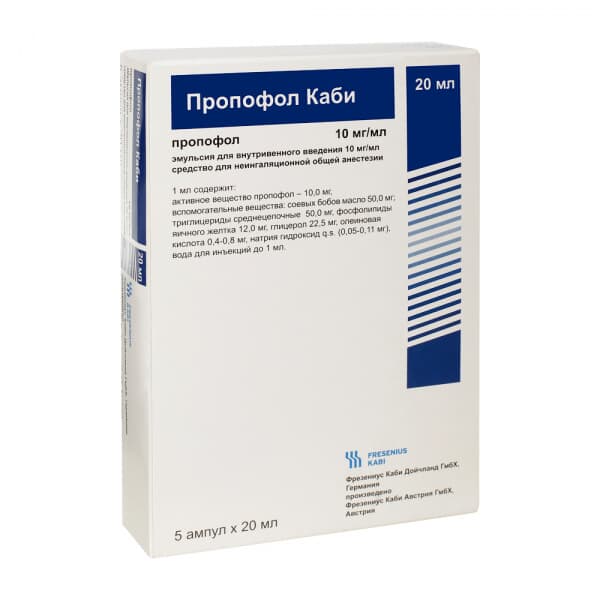 Пропофол Каби
20 мл
пропофол 10 мг/мл
эмульсия для внутривенного введения 10 мг/мл
средство для неингаляционной общей анестезии
1 мл содержит:
активное вещество пропофол – 10,0 мг,
вспомогательные вещества: соевых бобов масло 50,0 мг,
триглицериды среднецепочные 50,0 мг, фосфолипиды
яичного желтка 12,0 мг, глицерол 22,5 мг, олеиновая
кислота 0,4-0,8 мг, натрия гидроксид q.s. (0,05-0,11 мг),
вода для инъекций до 1 мл.
FRESENIUS
KABI
Фрезениус Каби Дойчланд ГмбХ,
Германия
произведено
Фрезениус Каби Австрия ГмбХ,
Австрия
5 ампул x 20 мл
Пропофол Каби
20 мл